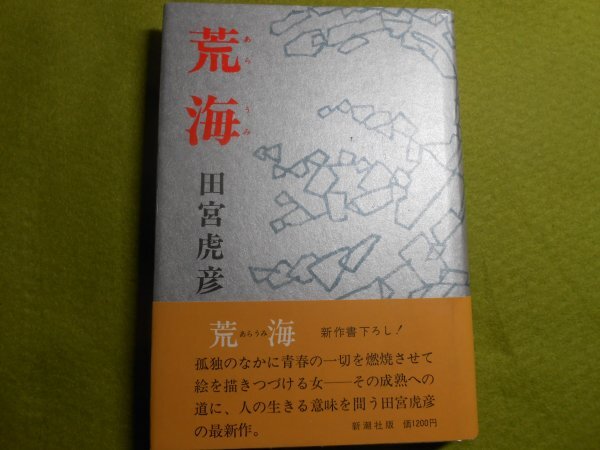 荒海
あらうみ
田宮虎彦
荒海
あらうみ
新作書下ろし!
孤独のなかに青春の一切を燃焼させて
絵を描きつづける女——その成熟への
道に、人の生きる意味を問う田宮虎彦
の最新作。
新潮社版 価1200円